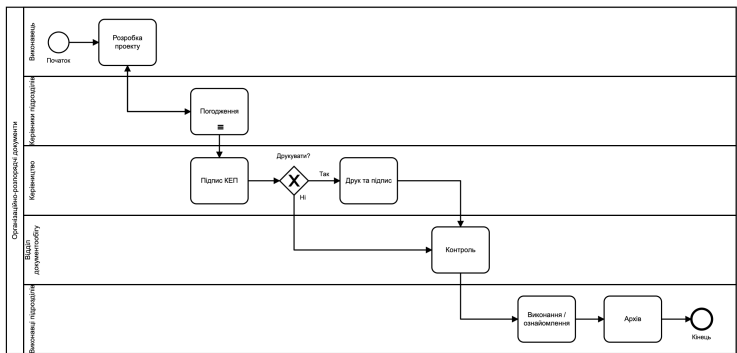 Організаційно-розпорядчі документи
Виконавець
Початок
Розробка
проекту
Керівники підрозділів
Погодження
Керівництво
Підпис КЕП
Друкувати?
Так
Ні
Друк та підпис
Відділ
документообігу
Контроль
Виконавці підрозділів
Виконання /
ознайомлення
Архів
Кінець